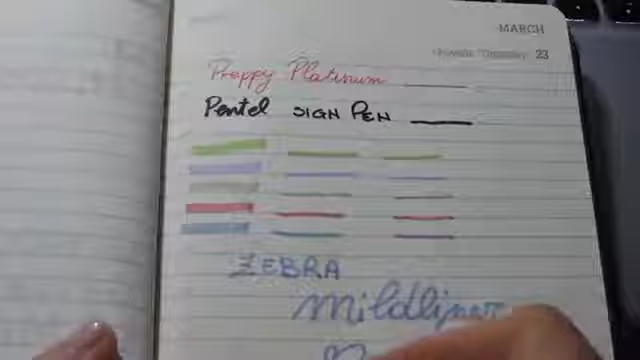 MARCH
23
Preppy Platinum
Pentel SIGN PEN
ZEBRA
mildliner